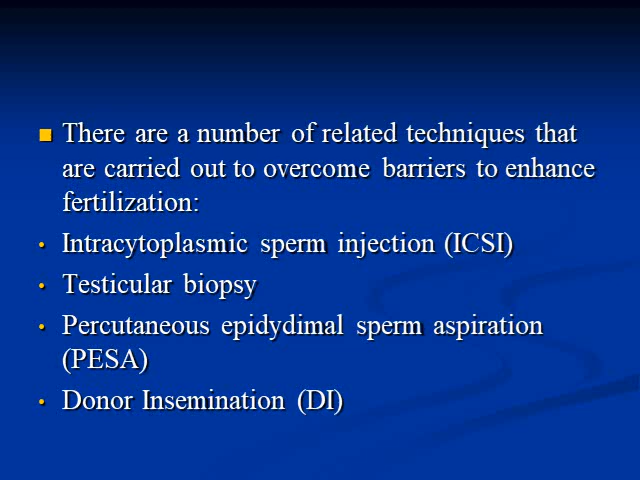 There are a number of related techniques that
are carried out to overcome barriers to enhance
fertilization:
• Intracytoplasmic sperm injection (ICSI)
• Testicular biopsy
• Percutaneous epidydimal sperm aspiration
(PESA)
• Donor Insemination (DI)